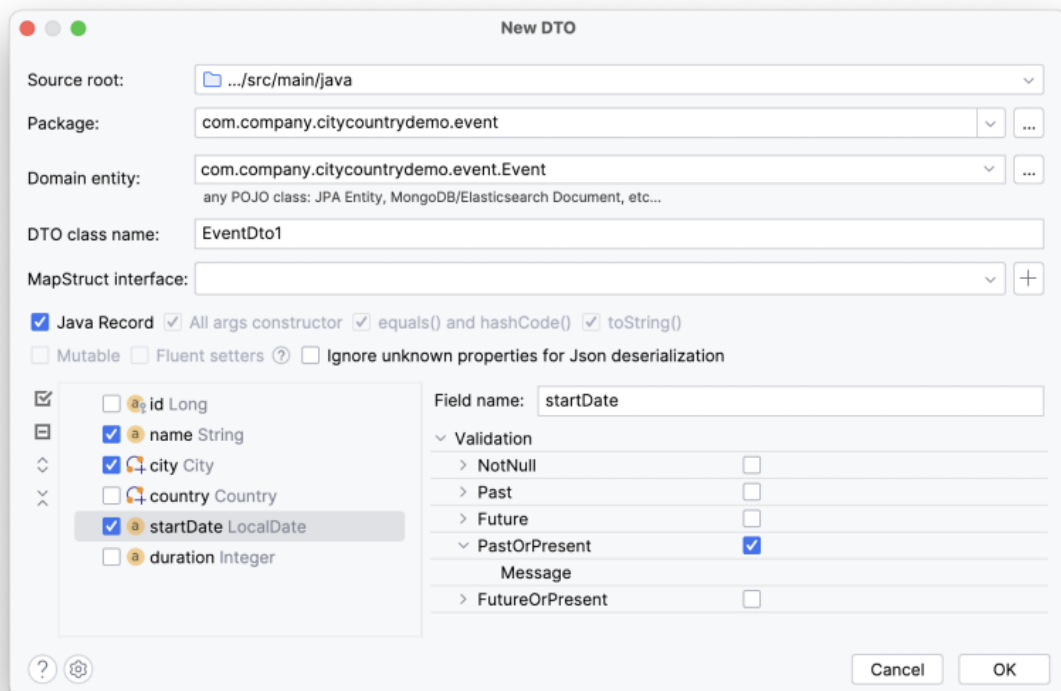 New DTO
Source root: .../src/main/java
Package: com.company.citycountrydemo.event ...
Domain entity: com.company.citycountrydemo.event.Event ...
any POJO class: JPA Entity, MongoDB/Elasticsearch Document, etc...
DTO class name: EventDto1
MapStruct interface:
Java Record All args constructor equals() and hashCode() toString()
Mutable Fluent setters ? Ignore unknown properties for Json deserialization
a id Long
a name String
city City
country Country
a startDate LocalDate
a duration Integer
Field name: startDate
Validation
NotNull
Past
Future
PastOrPresent
Message
FutureOrPresent
? Cancel OK